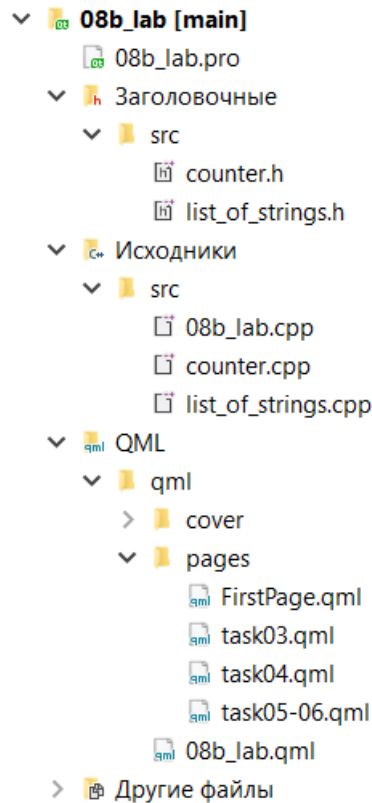 08b_lab [main]
08b_lab.pro
Заголовочные
src
counter.h
list_of_strings.h
Исходники
src
08b_lab.cpp
counter.cpp
list_of_strings.cpp
QML
qml
cover
pages
FirstPage.qml
task03.qml
task04.qml
task05-06.qml
08b_lab.qml
Другие файлы